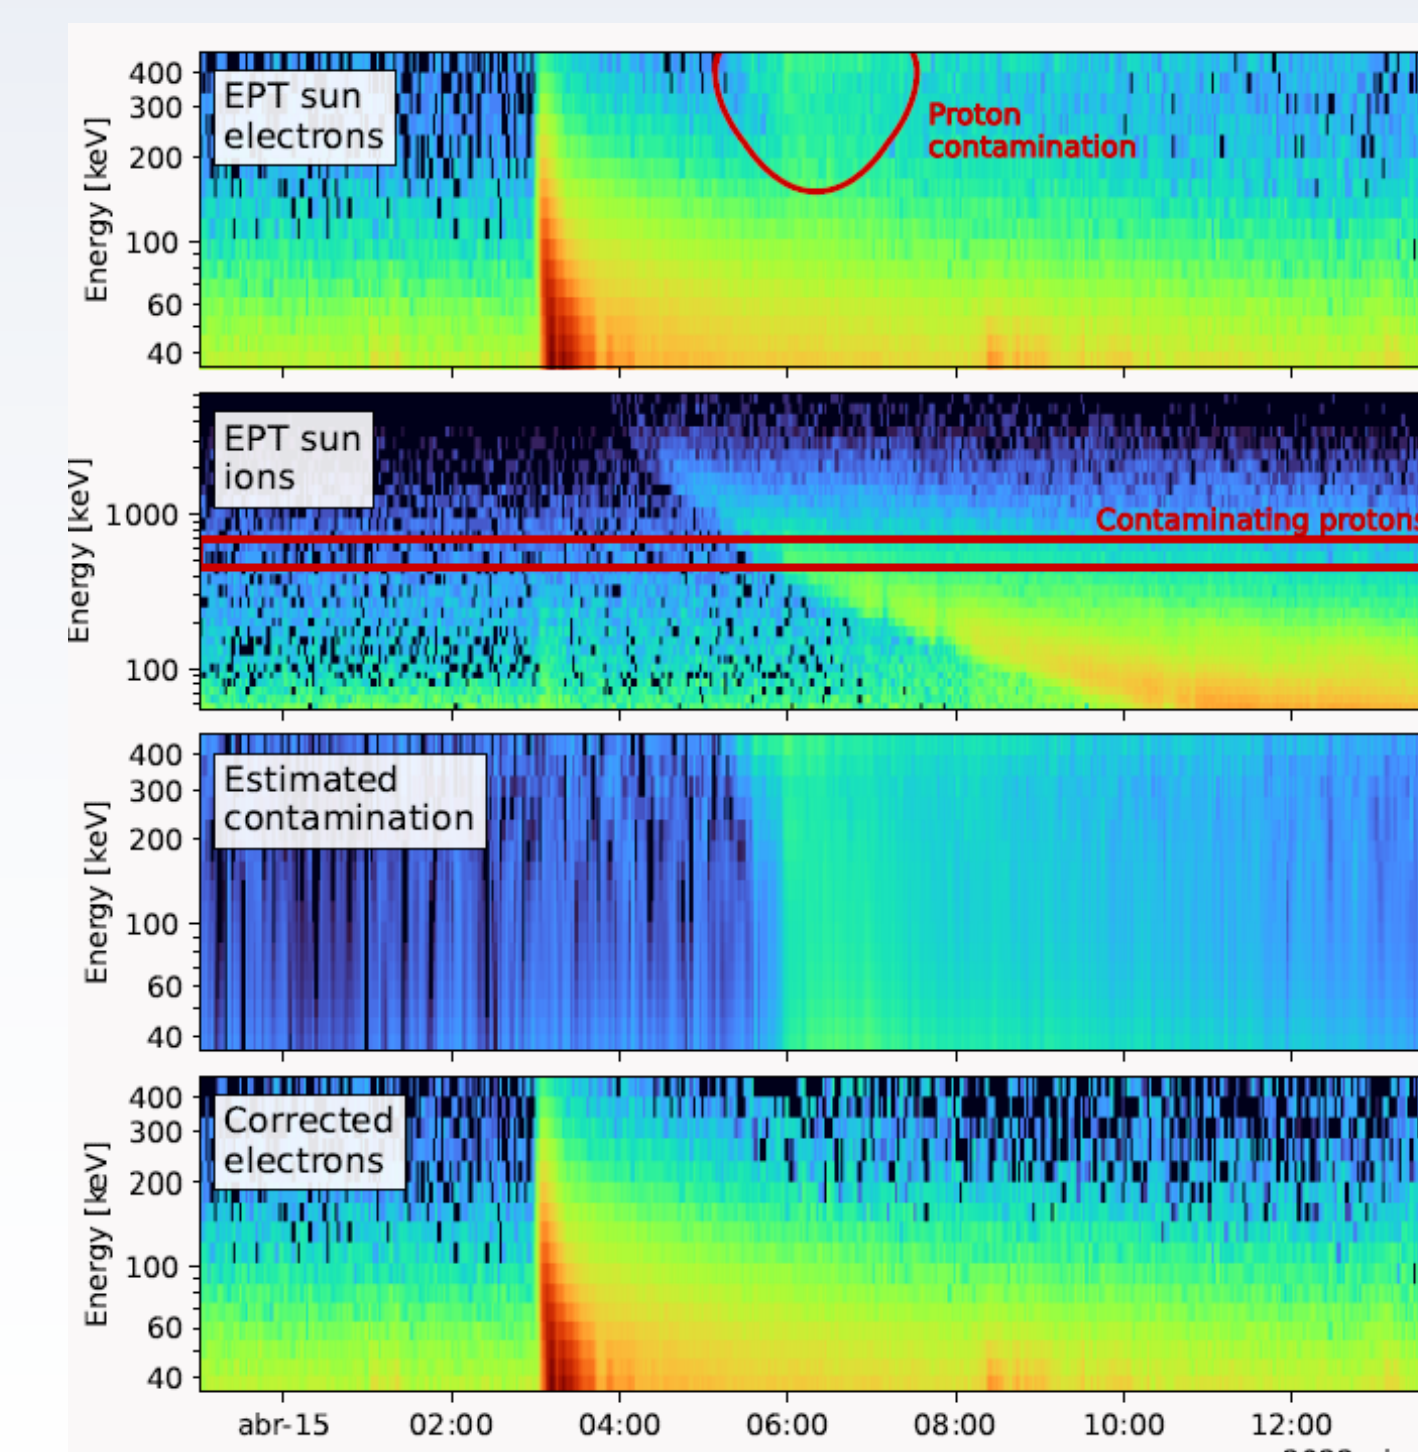 400
300
200
100
60
40
Energy [keV]
EPT sun
electrons
Proton
contamination
1000
100
Energy [keV]
EPT sun
ions
Contaminating protons
400
300
200
100
60
40
Energy [keV]
Estimated
contamination
400
300
200
100
60
40
Energy [keV]
Corrected
electrons
abr-15 02:00 04:00 06:00 08:00 10:00 12:00